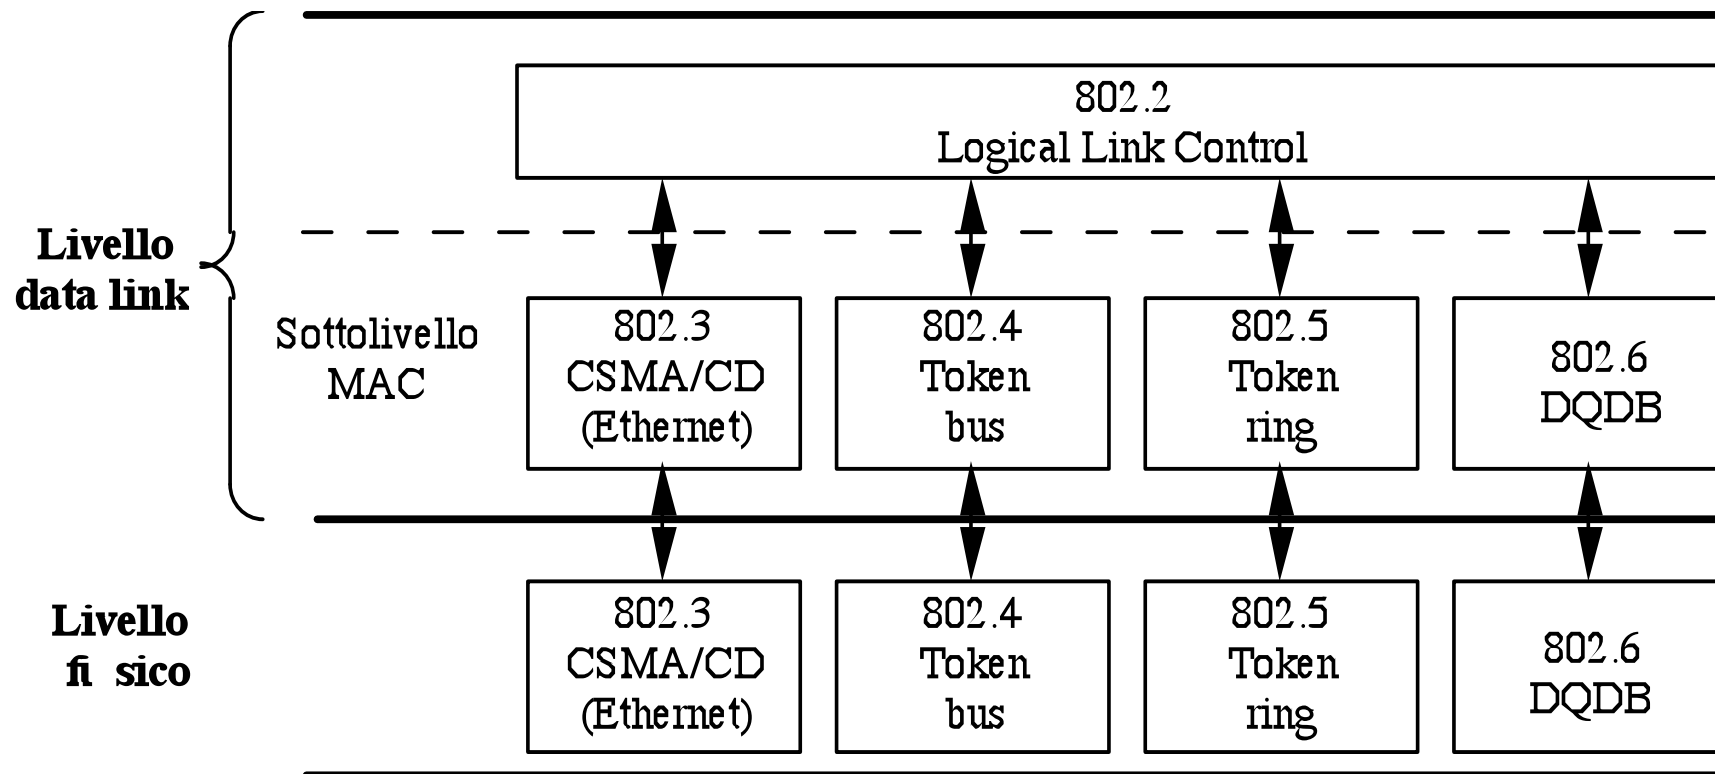 802.2
Logical Link Control
Livello
data link
Sottolivello
MAC
802.3
CSMA/CD
(Ethernet)
802.4
Token
bus
802.5
Token
ring
802.6
DQDB
Livello
fi sico
802.3
CSMA/CD
(Ethernet)
802.4
Token
bus
802.5
Token
ring
802.6
DQDB